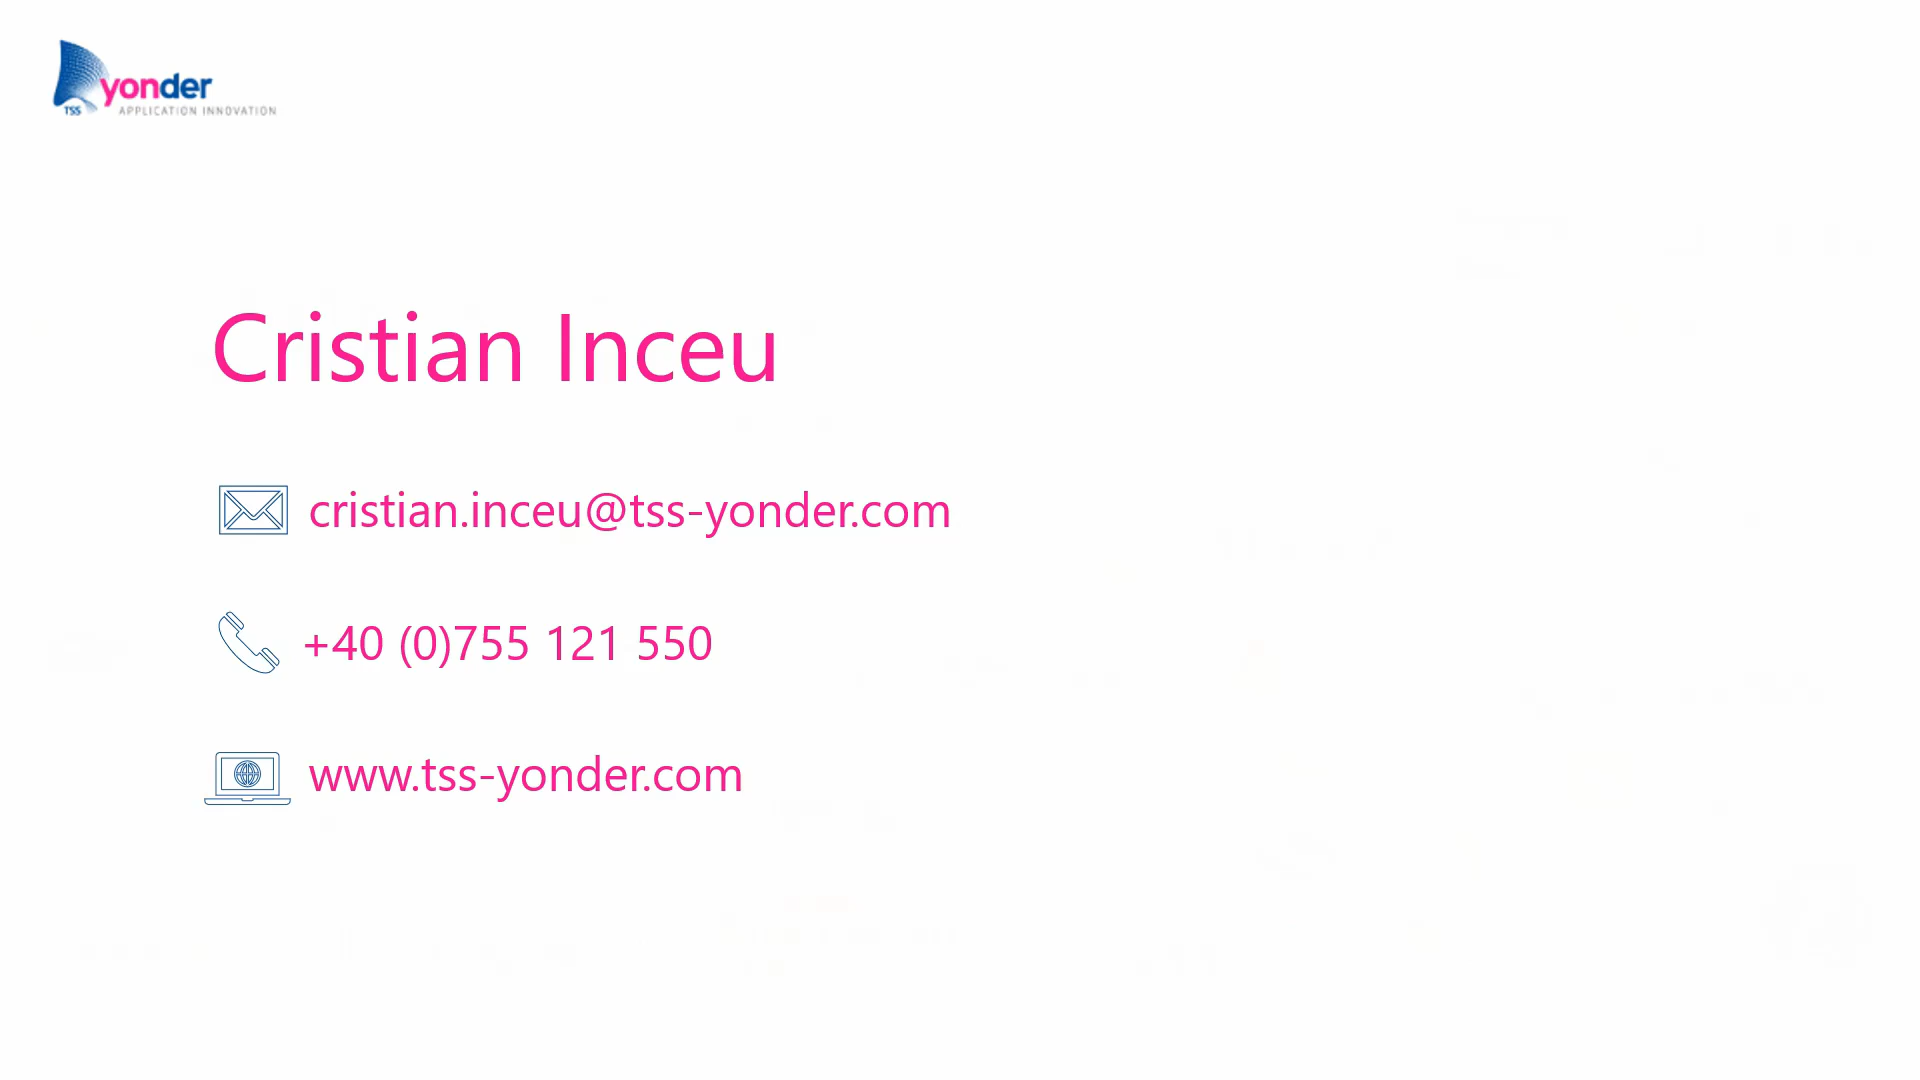 yonder
TSS APPLICATION INNOVATION
Cristian Inceu
cristian.inceu@tss-yonder.com
+40 (0)755 121 550
www.tss-yonder.com